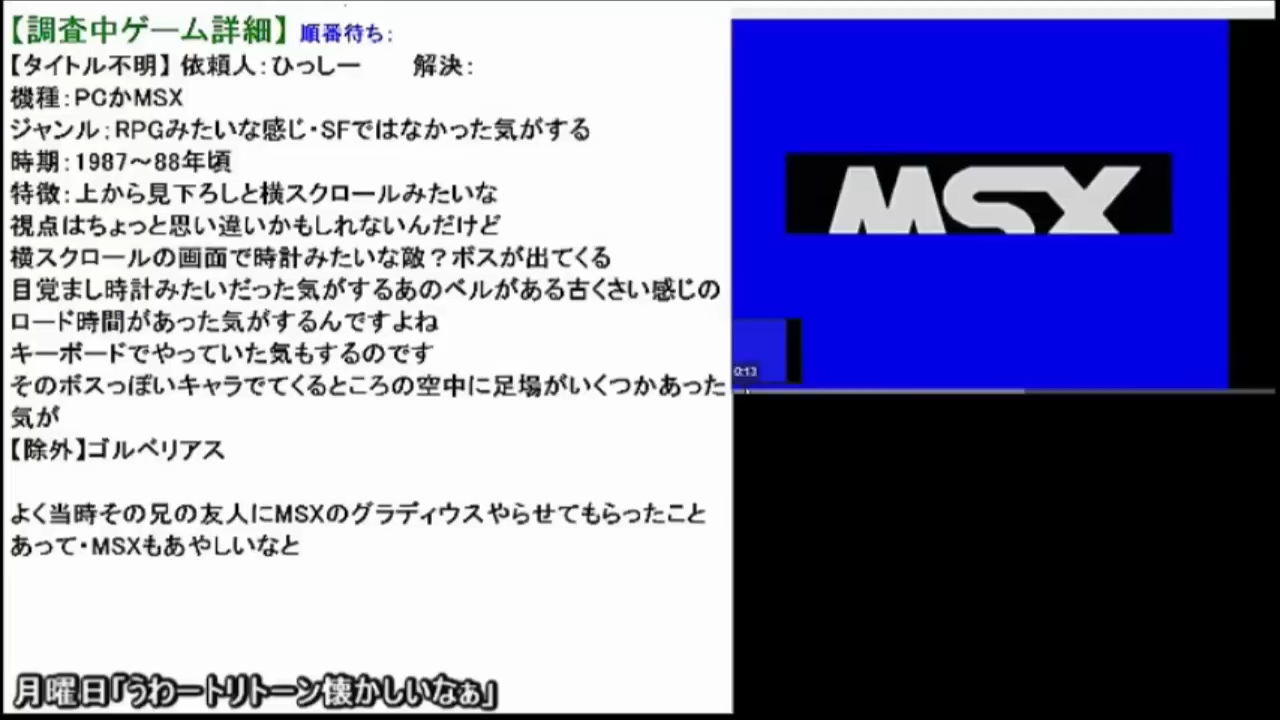 【調査中ゲーム詳細】 順番待ち:
【タイトル不明】 依頼人:ひっしー 解決:
機種:PCかMSX
ジャンル:RPGみたいな感じ・SFではなかった気がする
時期:1987～88年頃
特徴:上から見下ろしと横スクロールみたいな
視点はちょっと思い違いかもしれないんだけど
横スクロールの画面で時計みたいな敵？ボスが出てくる
目覚まし時計みたいだった気がするあのベルがある古くさい感じの
ロード時間があった気がするんですよね
キーボードでやっていた気もするのです
そのボスっぽいキャラでてくるところの空中に足場がいくつかあった
気が
【除外】ゴルベリアス
よく当時その兄の友人にMSXのグラディウスやらせてもらったこと
あって・MSXもあやしいなと
月曜日「うわートリトーン懐かしいなぁ」
MSX
0:13